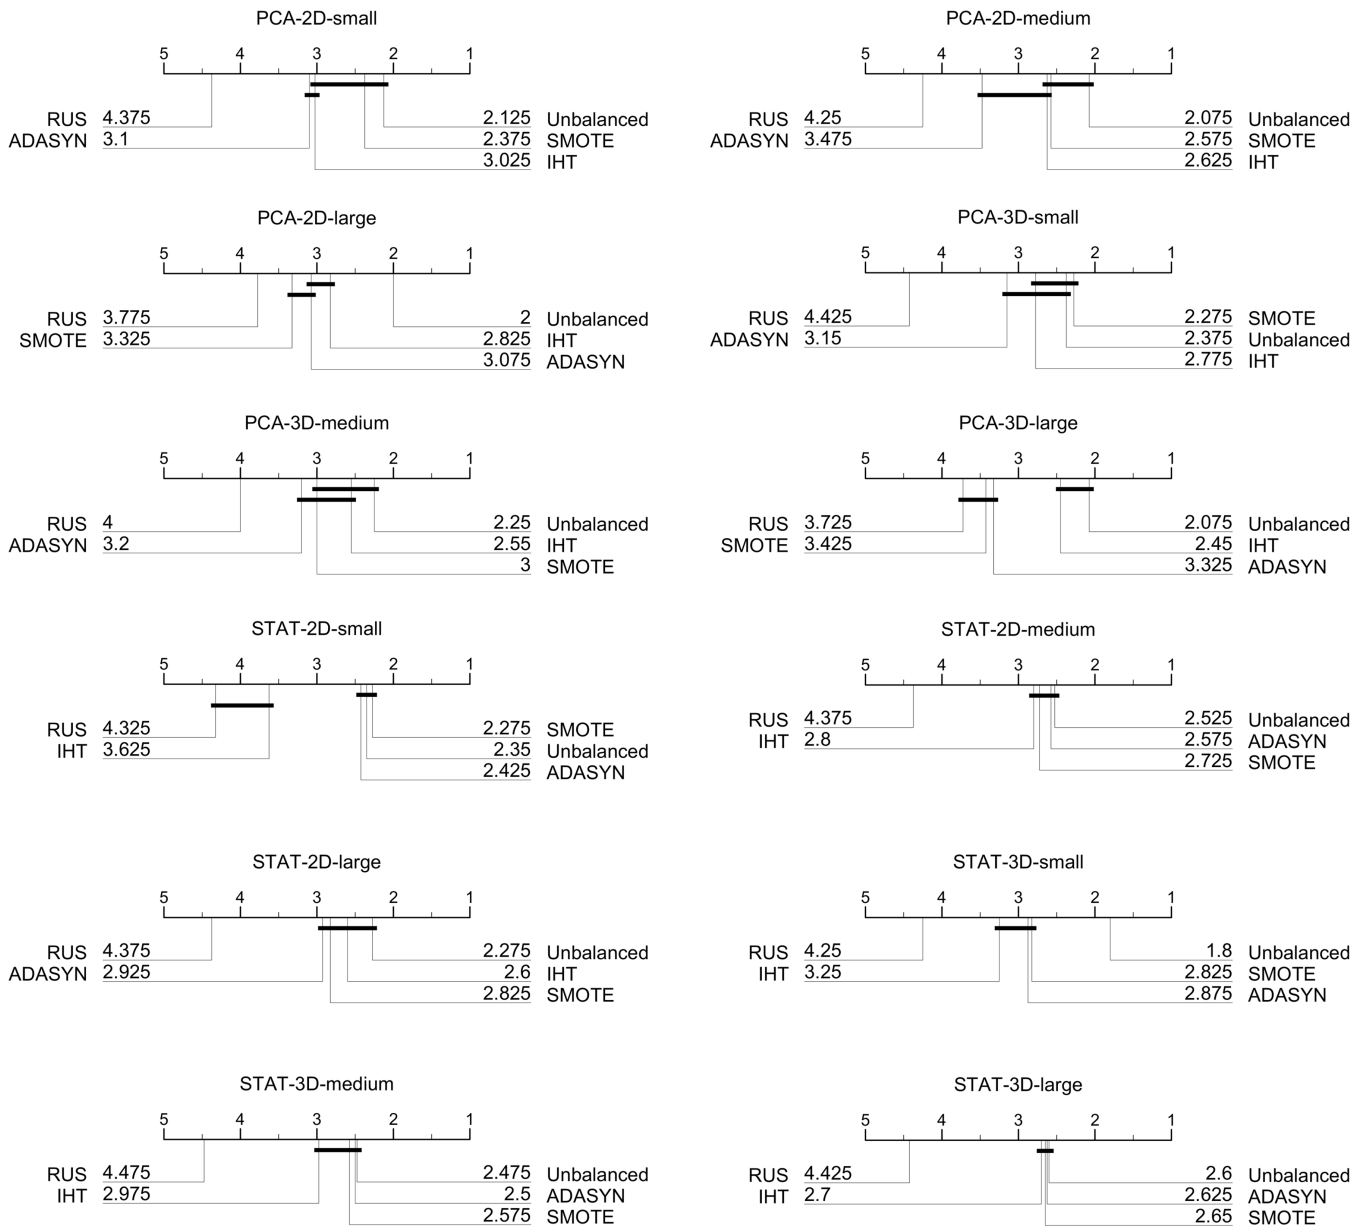 PCA-2D-small
5 4 3 2 1
RUS 4.375 2.125 Unbalanced
ADASYN 3.1 2.375 SMOTE
3.025 IHT
PCA-2D-medium
5 4 3 2 1
RUS 4.25 2.075 Unbalanced
ADASYN 3.475 2.575 SMOTE
2.625 IHT
PCA-2D-large
5 4 3 2 1
RUS 3.775 2 Unbalanced
SMOTE 3.325 2.825 IHT
3.075 ADASYN
PCA-3D-small
5 4 3 2 1
RUS 4.425 2.275 SMOTE
ADASYN 3.15 2.375 Unbalanced
2.775 IHT
PCA-3D-medium
5 4 3 2 1
RUS 4 2.25 Unbalanced
ADASYN 3.2 2.55 IHT
3 SMOTE
PCA-3D-large
5 4 3 2 1
RUS 3.725 2.075 Unbalanced
SMOTE 3.425 2.45 IHT
3.325 ADASYN
STAT-2D-small
5 4 3 2 1
RUS 4.325 2.275 SMOTE
IHT 3.625 2.35 Unbalanced
2.425 ADASYN
STAT-2D-medium
5 4 3 2 1
RUS 4.375 2.525 Unbalanced
IHT 2.8 2.575 ADASYN
2.725 SMOTE
STAT-2D-large
5 4 3 2 1
RUS 4.375 2.275 Unbalanced
ADASYN 2.925 2.6 IHT
2.825 SMOTE
STAT-3D-small
5 4 3 2 1
RUS 4.25 1.8 Unbalanced
IHT 3.25 2.825 SMOTE
2.875 ADASYN
STAT-3D-medium
5 4 3 2 1
RUS 4.475 2.475 Unbalanced
IHT 2.975 2.5 ADASYN
2.575 SMOTE
STAT-3D-large
5 4 3 2 1
RUS 4.425 2.6 Unbalanced
IHT 2.7 2.625 ADASYN
2.65 SMOTE